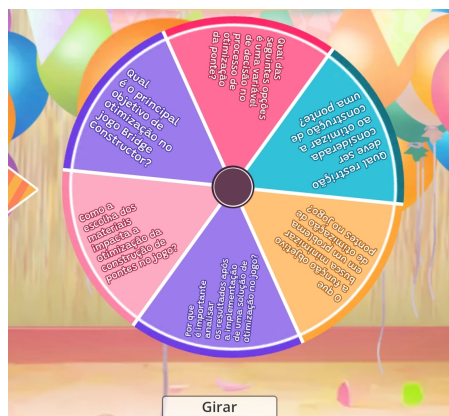 Qual das
seguintes opções
é uma variável
de decisão no
processo de
otimização
da ponte?
Qual restrição
deve ser
considerada
ao otimizar a
construção de
uma ponte?
O que
a função objetivo
busca minimizar
em um problema
de otimização de
pontes no jogo?
Por que
é importante
analisar
os resultados após
a implementação
de uma solução de
otimização no jogo?
Como a
escolha dos
materiais
impacta a
otimização da
construção de
pontes no jogo?
Qual
é o principal
objetivo de
otimização no
jogo Bridge
Constructor?
Girar